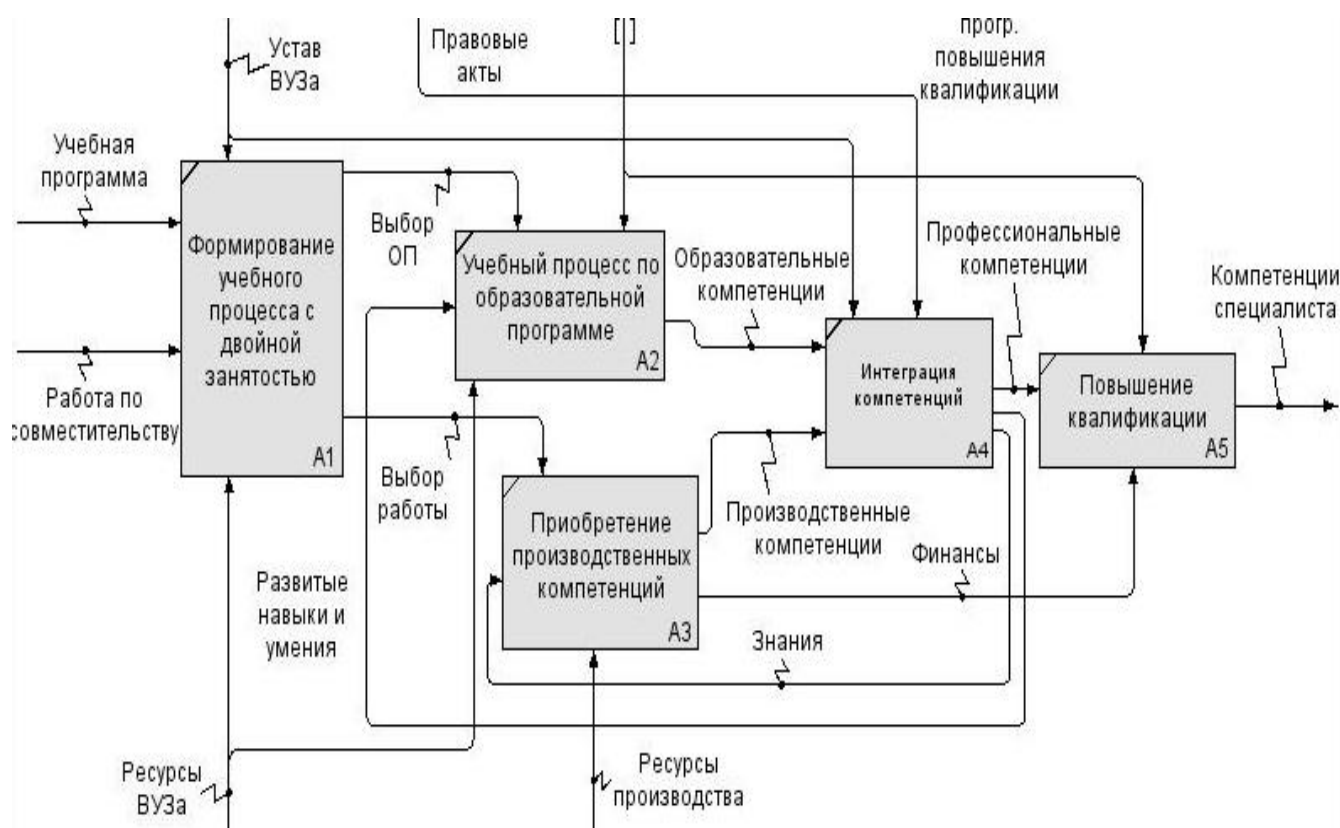 Устав
ВУЗа
Правовые
акты
[ ]
прогр.
повышения
квалификации
Учебная
программа
Формирование
учебного
процесса с
двойной
занятостью
A1
Выбор
ОП
Учебный процесс по
образовательной
программе
A2
Образовательные
компетенции
Профессиональные
компетенции
Компетенции
специалиста
Работа по
совместительству
Интеграция
компетенций
A4
Повышение
квалификации
A5
Выбор
работы
Приобретение
производственных
компетенций
A3
Производственные
компетенции
Финансы
Развитые
навыки и
умения
Знания
Ресурсы
ВУЗа
Ресурсы
производства